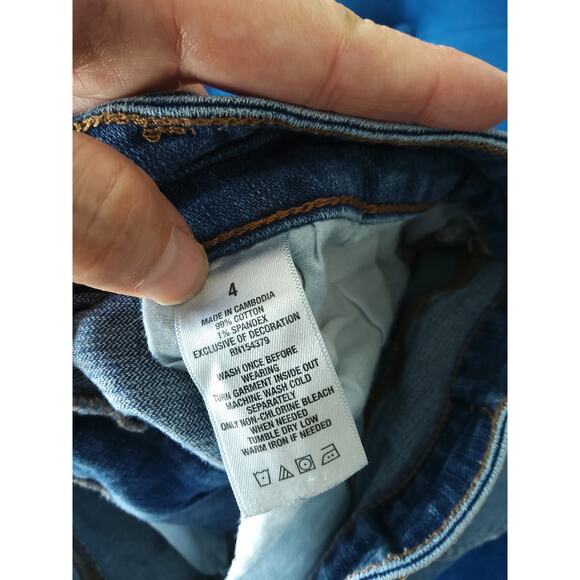 4
MADE IN CAMBODIA
99% COTTON
1% SPANDEX
EXCLUSIVE OF DECORATION
RN154379
WASH ONCE BEFORE
WEARING
TURN GARMENT INSIDE OUT
MACHINE WASH COLD
SEPARATELY
ONLY NON-CHLORINE BLEACH
WHEN NEEDED
TUMBLE DRY LOW
WARM IRON IF NEEDED